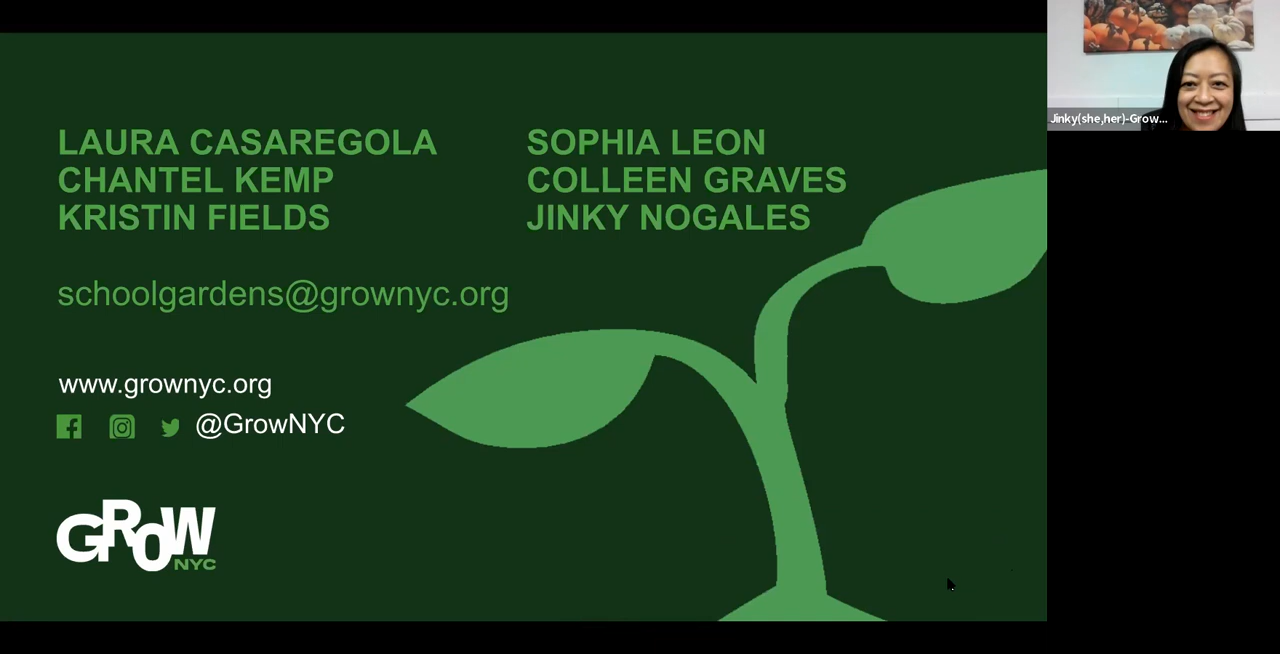 LAURA CASAREGOLA
CHANTEL KEMP
KRISTIN FIELDS
SOPHIA LEON
COLLEEN GRAVES
JINKY NOGALES
schoolgardens@grownyc.org
www.grownyc.org
@GrowNYC
GROW
NYC
Jinky(she,her)-Grow...